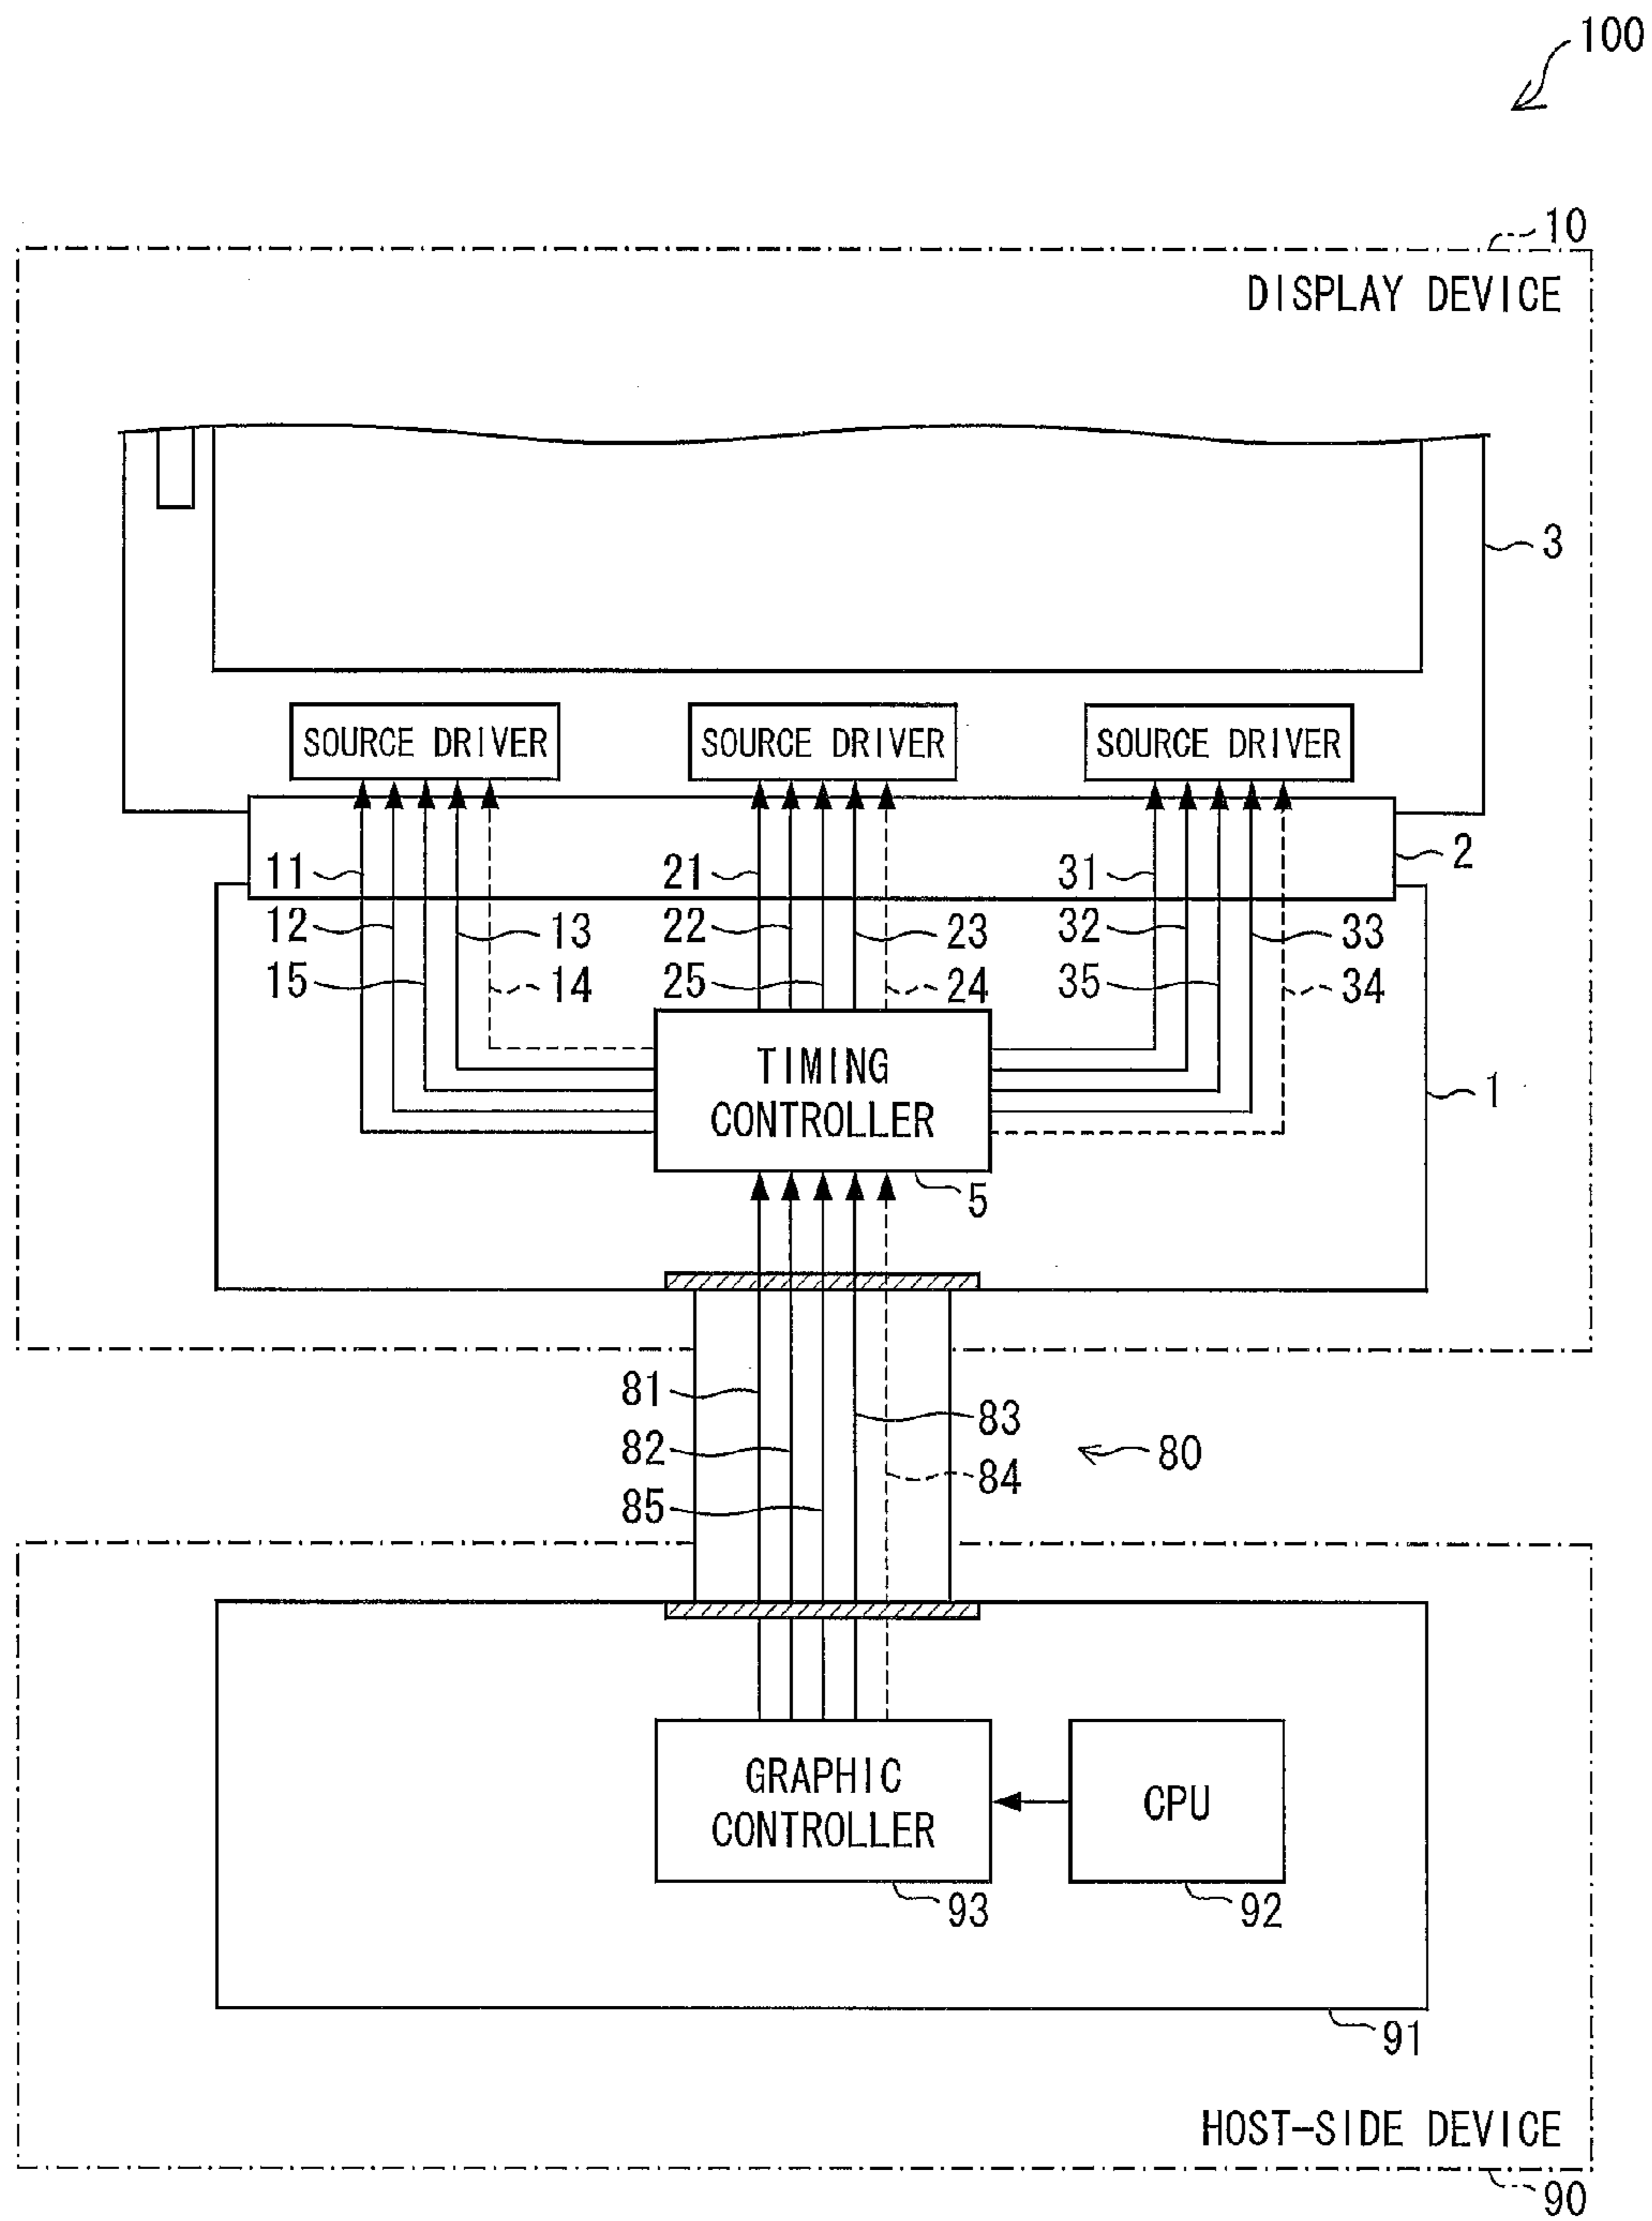 100
10
DISPLAY DEVICE
3
SOURCE DRIVER SOURCE DRIVER SOURCE DRIVER
2
11 21 31
12 13 22 23 32 33
15 14 25 24 35 34
TIMING
CONTROLLER
1
5
81
83
82
80
84
85
GRAPHIC
CONTROLLER
CPU
93 92
91
HOST-SIDE DEVICE
90